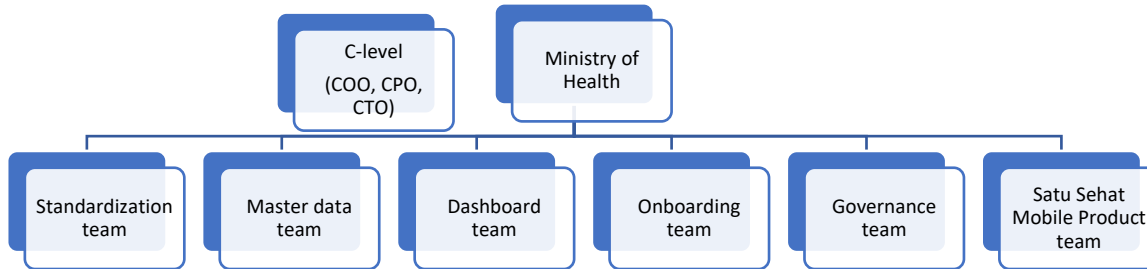 C-level
(COO, CPO,
CTO)
Ministry of
Health
Standardization
team
Master data
team
Dashboard
team
Onboarding
team
Governance
team
Satu Sehat
Mobile Product
team